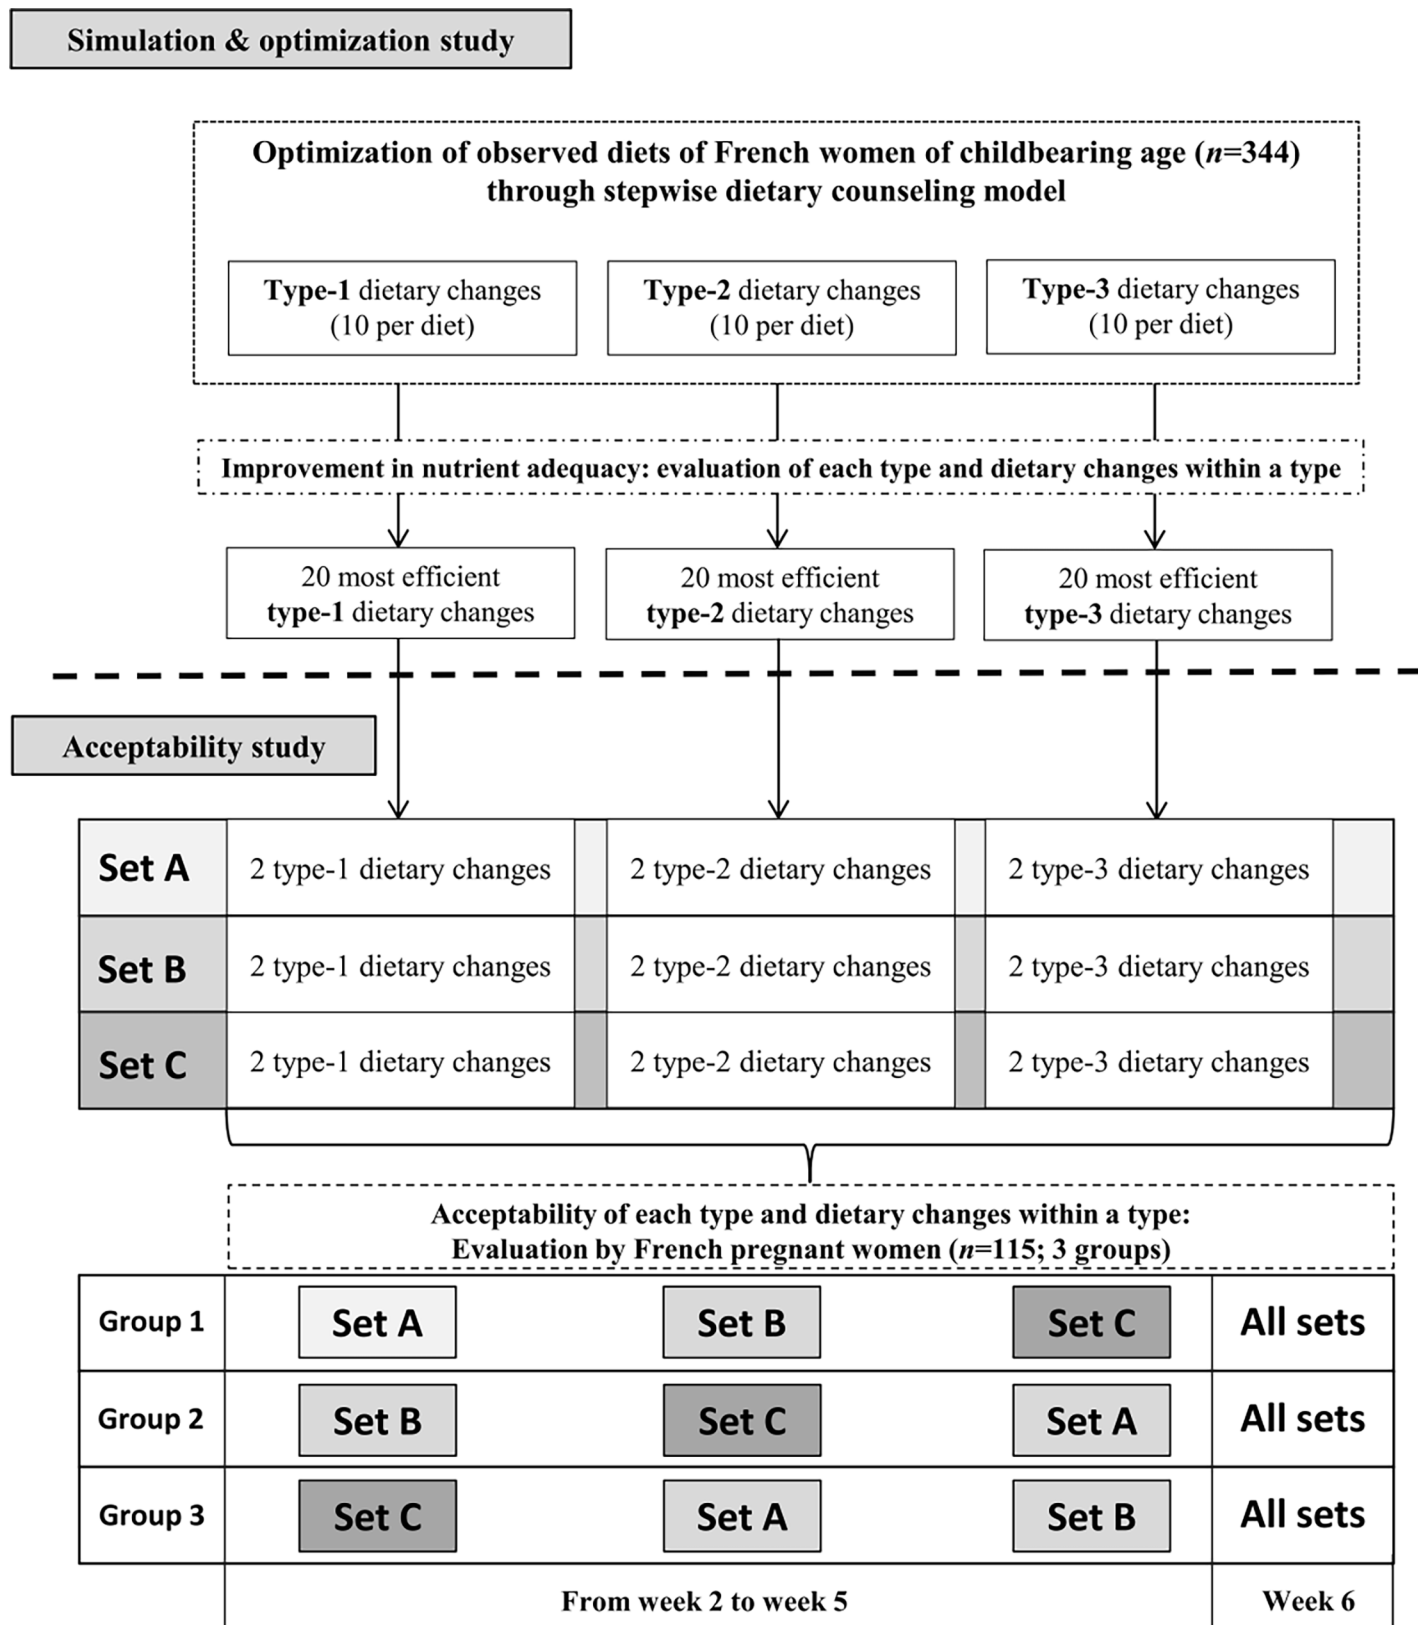 Simulation & optimization study
Optimization of observed diets of French women of childbearing age (n=344)
through stepwise dietary counseling model
Type-1 dietary changes
(10 per diet)
Type-2 dietary changes
(10 per diet)
Type-3 dietary changes
(10 per diet)
Improvement in nutrient adequacy: evaluation of each type and dietary changes within a type
20 most efficient
type-1 dietary changes
20 most efficient
type-2 dietary changes
20 most efficient
type-3 dietary changes
Acceptability study
Set A
2 type-1 dietary changes
2 type-2 dietary changes
2 type-3 dietary changes
Set B
2 type-1 dietary changes
2 type-2 dietary changes
2 type-3 dietary changes
Set C
2 type-1 dietary changes
2 type-2 dietary changes
2 type-3 dietary changes
Acceptability of each type and dietary changes within a type:
Evaluation by French pregnant women (n=115; 3 groups)
Group 1
Set A
Set B
Set C
All sets
Group 2
Set B
Set C
Set A
All sets
Group 3
Set C
Set A
Set B
All sets
From week 2 to week 5
Week 6